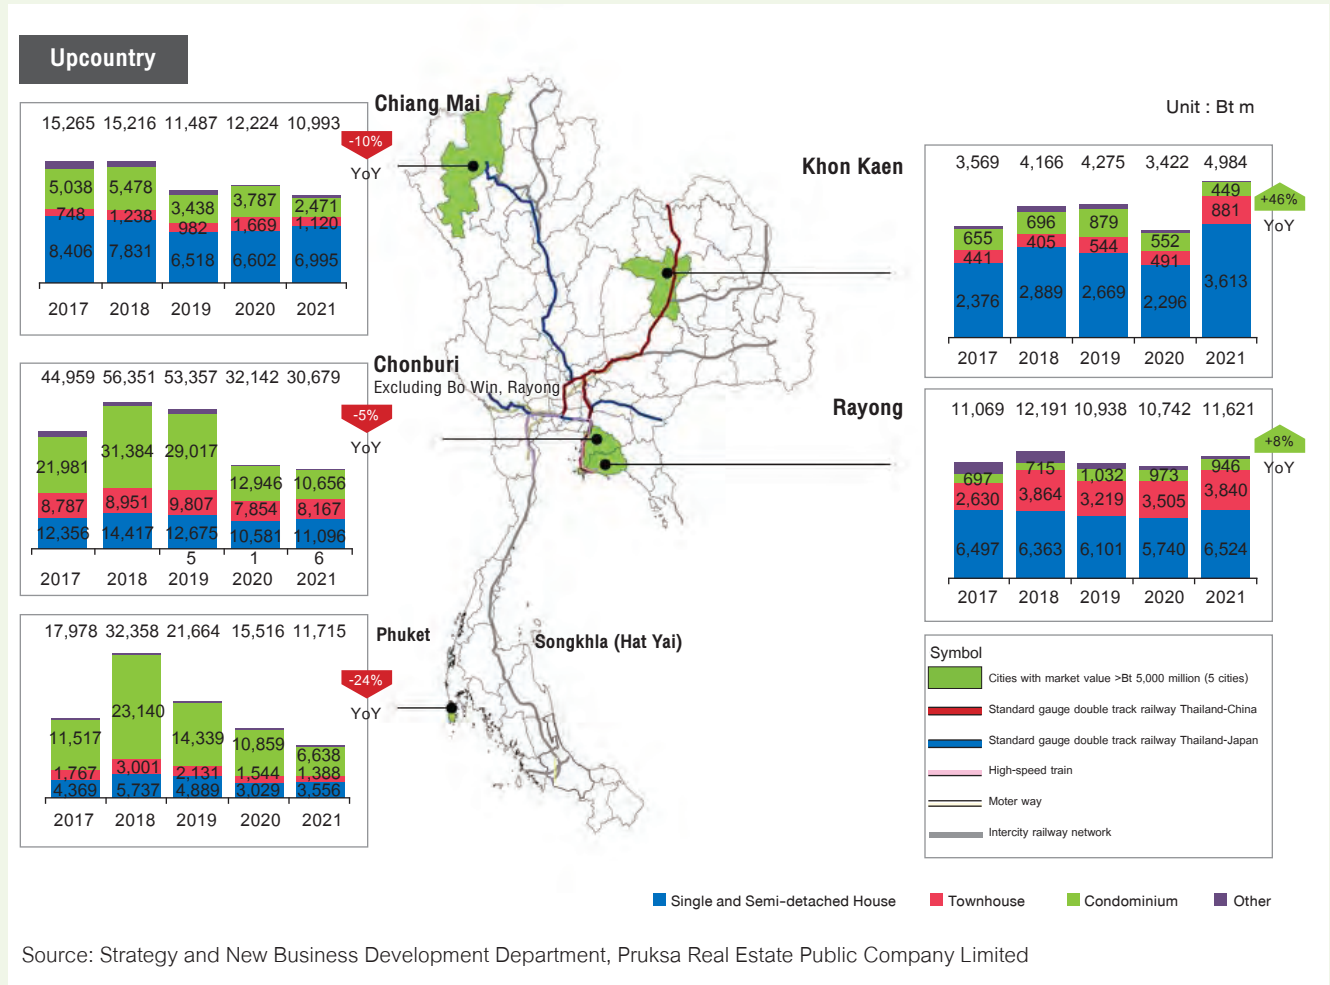 Upcountry
Unit : Bt m
Chiang Mai
15,265 15,216 11,487 12,224 10,993
-10%
YoY
5,038 5,478 3,438 3,787 2,471
748 1,238 982 1,669 1,120
8,406 7,831 6,518 6,602 6,995
2017 2018 2019 2020 2021
Chonburi
Excluding Bo Win, Rayong
44,959 56,351 53,357 32,142 30,679
-5%
YoY
21,981 31,384 29,017 12,946 10,656
8,787 8,951 9,807 7,854 8,167
12,356 14,417 12,675 10,581 11,096
5 1 6
2017 2018 2019 2020 2021
Phuket
17,978 32,358 21,664 15,516 11,715
-24%
YoY
11,517 23,140 14,339 10,859 6,638
1,767 3,001 2,131 1,544 1,388
4,369 5,737 4,889 3,029 3,556
2017 2018 2019 2020 2021
Songkhla (Hat Yai)
Khon Kaen
3,569 4,166 4,275 3,422 4,984
+46%
YoY
655 696 879 552 449
441 405 544 491 881
2,376 2,889 2,669 2,296 3,613
2017 2018 2019 2020 2021
Rayong
11,069 12,191 10,938 10,742 11,621
+8%
YoY
697 715 1,032 973 946
2,630 3,864 3,219 3,505 3,840
6,497 6,363 6,101 5,740 6,524
2017 2018 2019 2020 2021
Symbol
Cities with market value >Bt 5,000 million (5 cities)
Standard gauge double track railway Thailand-China
Standard gauge double track railway Thailand-Japan
High-speed train
Moter way
Intercity railway network
Single and Semi-detached House Townhouse Condominium Other
Source: Strategy and New Business Development Department, Pruksa Real Estate Public Company Limited